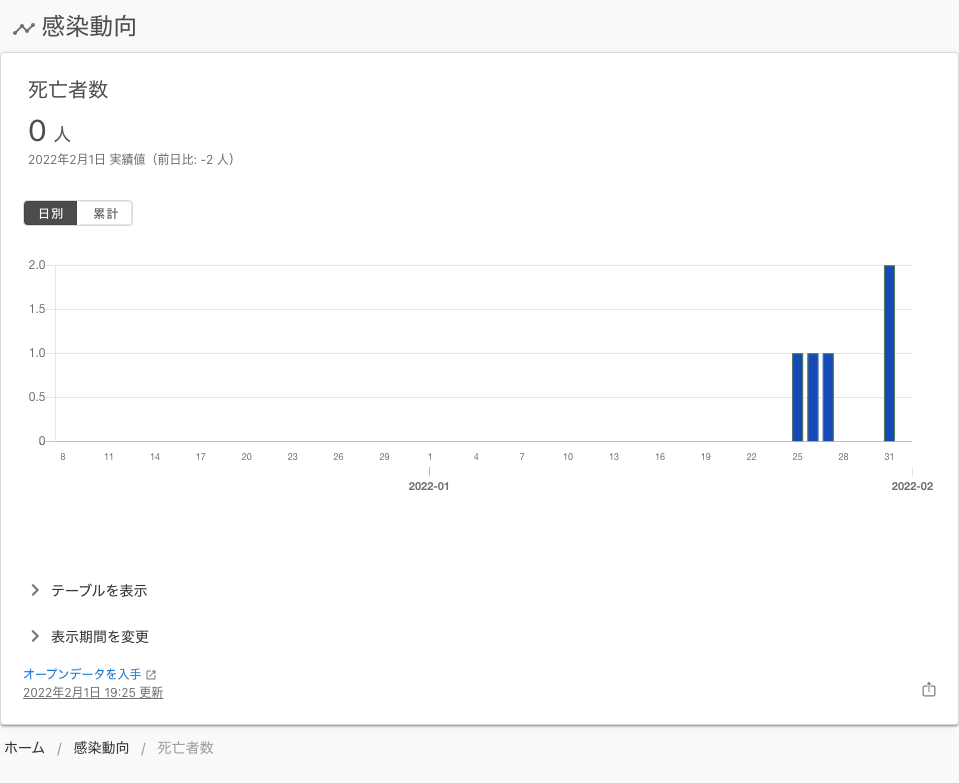 感染動向
死亡者数
0 人
2022年2月1日 実績値（前日比: -2 人）
日別 累計
2.0
1.5
1.0
0.5
0
8 11 14 17 20 23 26 29 1 4 7 10 13 16 19 22 25 28 31
2022-01 2022-02
テーブルを表示
表示期間を変更
オープンデータを入手
2022年2月1日 19:25 更新
ホーム / 感染動向 / 死亡者数